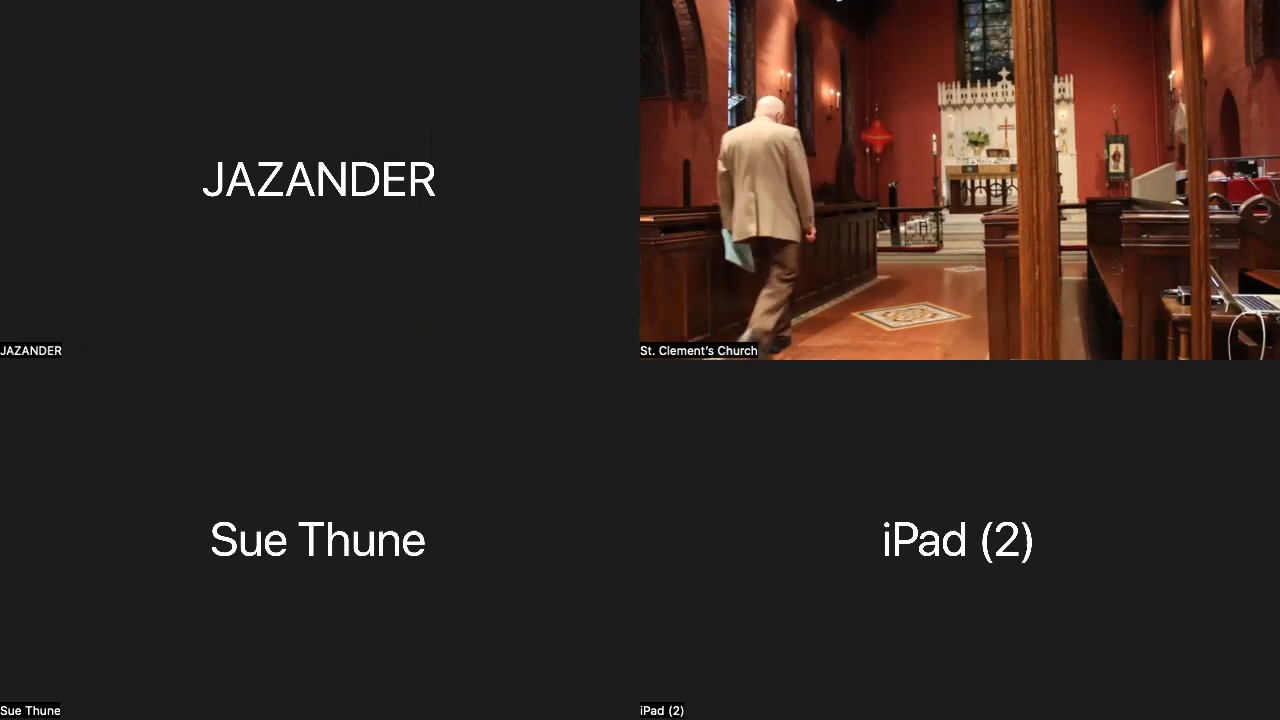 JAZANDER
JAZANDER
St. Clement's Church
Sue Thune
iPad (2)
Sue Thune
iPad (2)